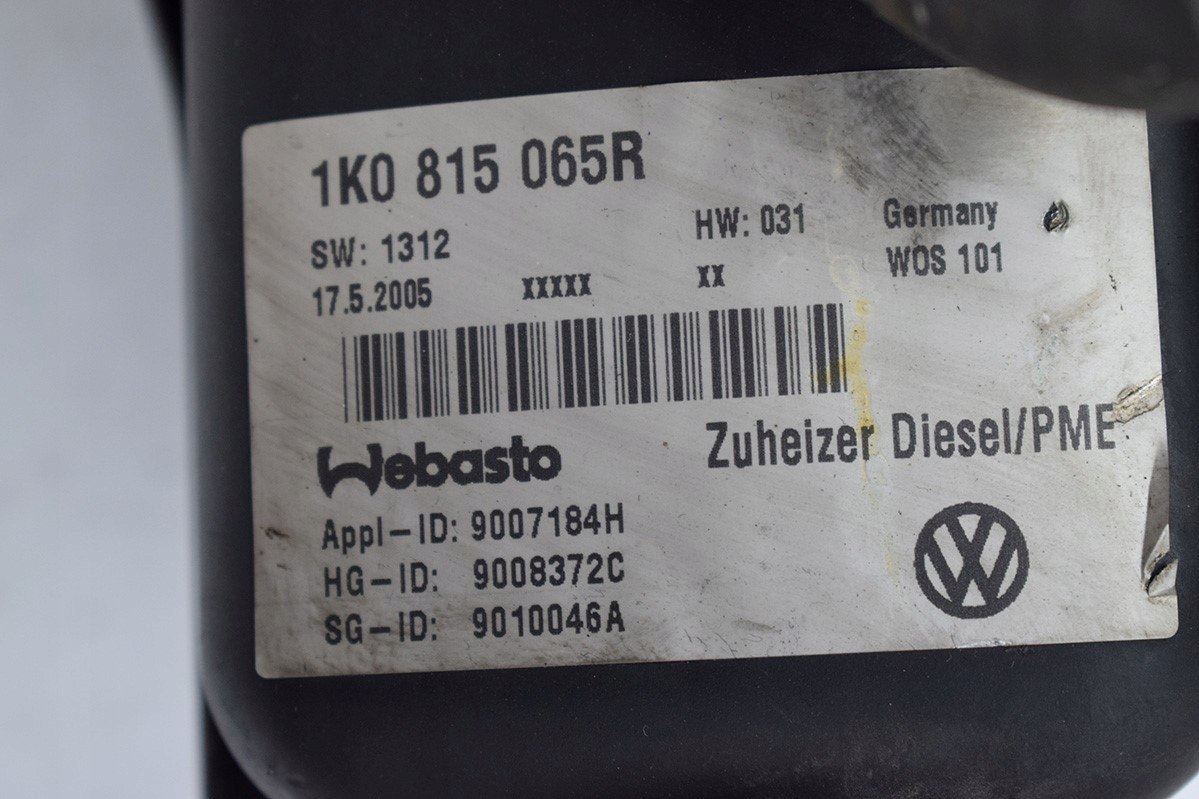 1K0 815 065R
SW: 1312 HW: 031 Germany
17.5.2005 XXXXX XX WOS 101
Webasto Zuheizer Diesel/PME
Appl-ID: 9007184H
HG-ID: 9008372C
SG-ID: 9010046A
VW